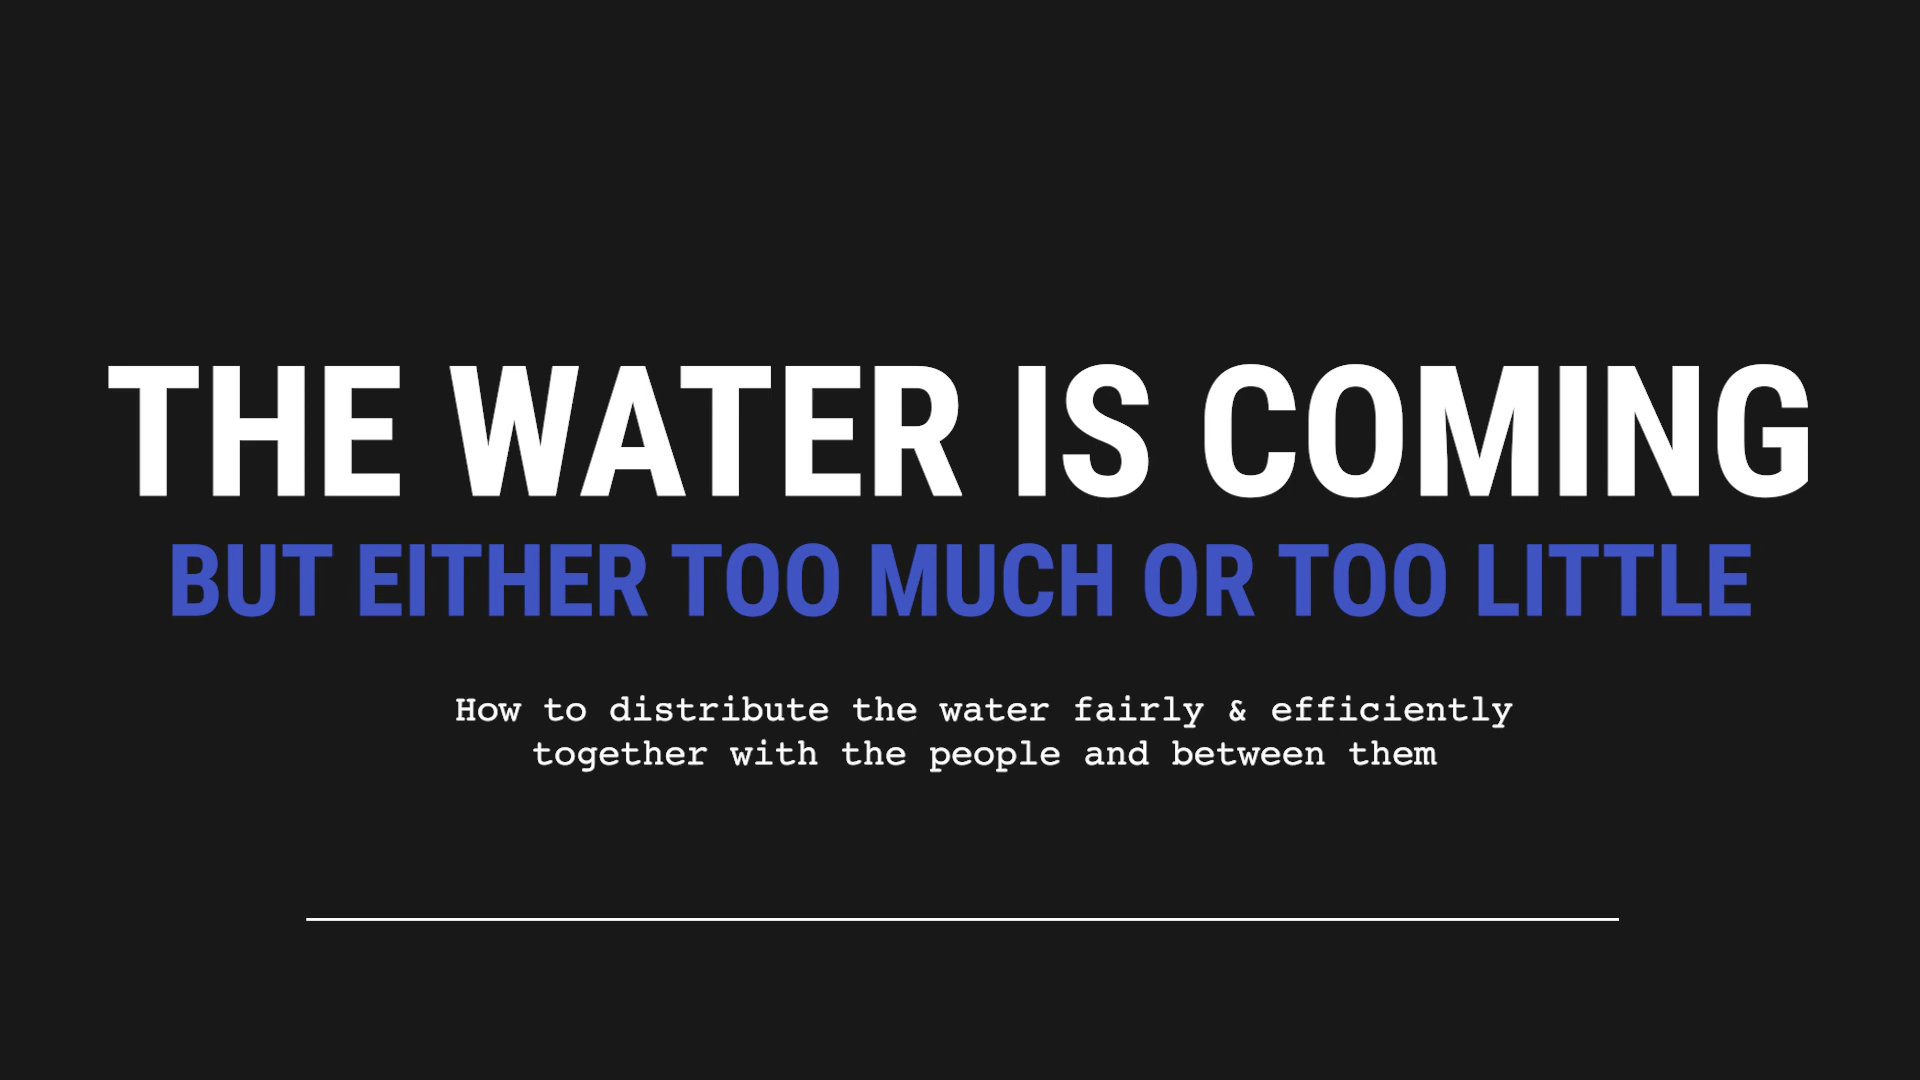 THE WATER IS COMING
BUT EITHER TOO MUCH OR TOO LITTLE
How to distribute the water fairly & efficiently
together with the people and between them